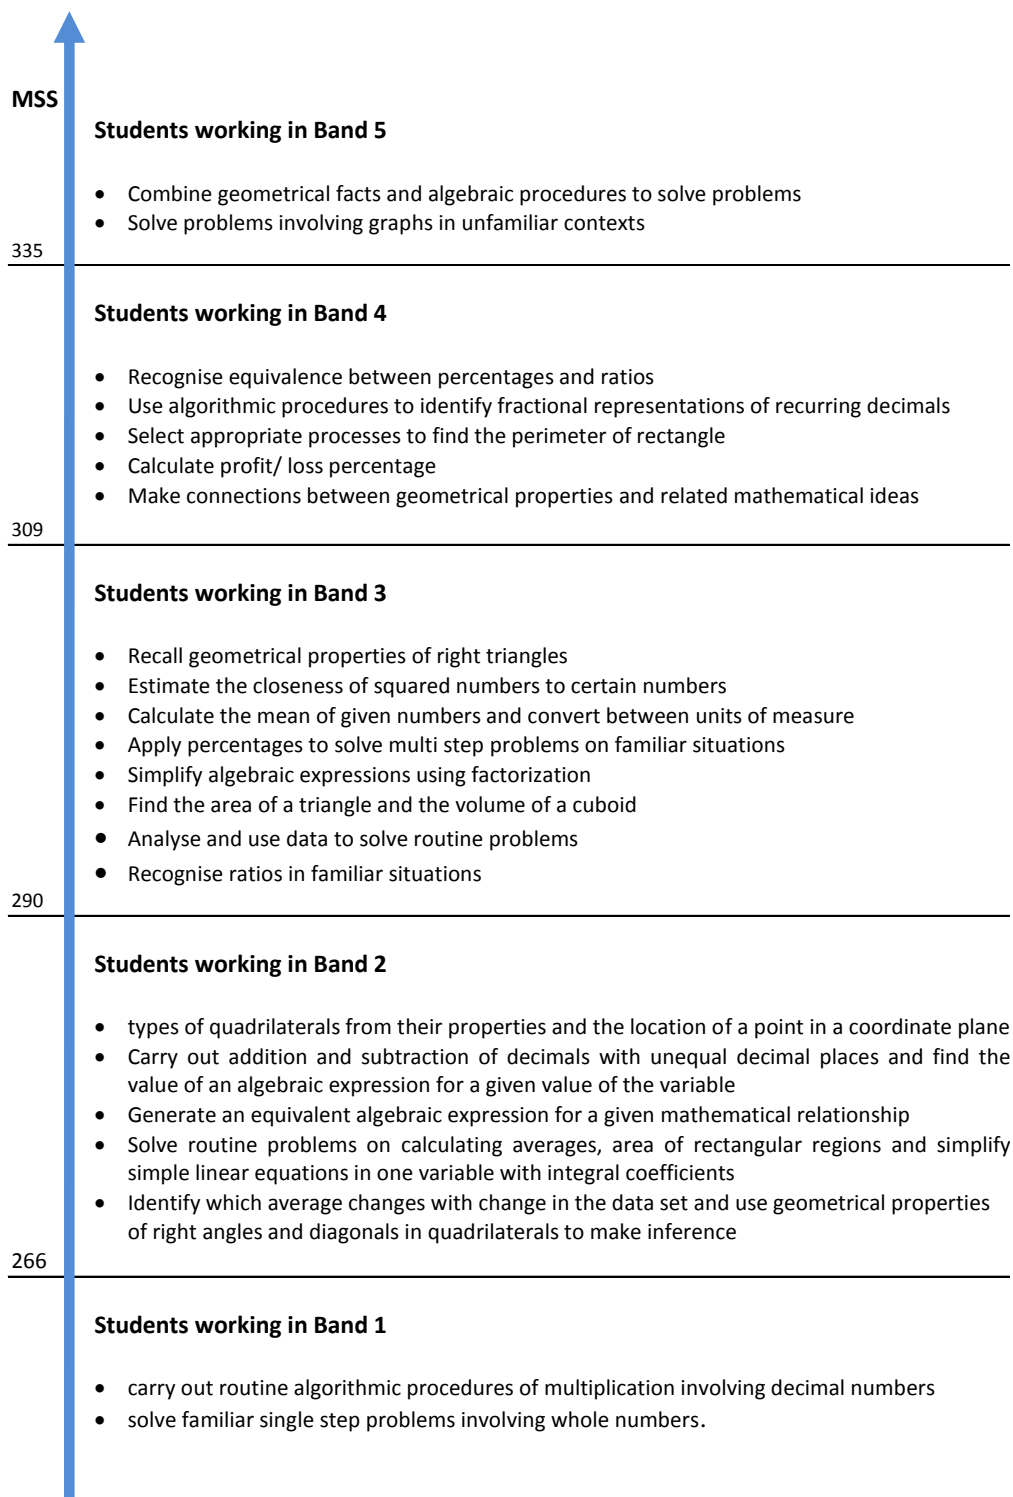 MSS
Students working in Band 5
• Combine geometrical facts and algebraic procedures to solve problems
• Solve problems involving graphs in unfamiliar contexts
335
Students working in Band 4
• Recognise equivalence between percentages and ratios
• Use algorithmic procedures to identify fractional representations of recurring decimals
• Select appropriate processes to find the perimeter of rectangle
• Calculate profit/ loss percentage
• Make connections between geometrical properties and related mathematical ideas
309
Students working in Band 3
• Recall geometrical properties of right triangles
• Estimate the closeness of squared numbers to certain numbers
• Calculate the mean of given numbers and convert between units of measure
• Apply percentages to solve multi step problems on familiar situations
• Simplify algebraic expressions using factorization
• Find the area of a triangle and the volume of a cuboid
• Analyse and use data to solve routine problems
• Recognise ratios in familiar situations
290
Students working in Band 2
• types of quadrilaterals from their properties and the location of a point in a coordinate plane
• Carry out addition and subtraction of decimals with unequal decimal places and find the
value of an algebraic expression for a given value of the variable
• Generate an equivalent algebraic expression for a given mathematical relationship
• Solve routine problems on calculating averages, area of rectangular regions and simplify
simple linear equations in one variable with integral coefficients
• Identify which average changes with change in the data set and use geometrical properties
of right angles and diagonals in quadrilaterals to make inference
266
Students working in Band 1
• carry out routine algorithmic procedures of multiplication involving decimal numbers
• solve familiar single step problems involving whole numbers.